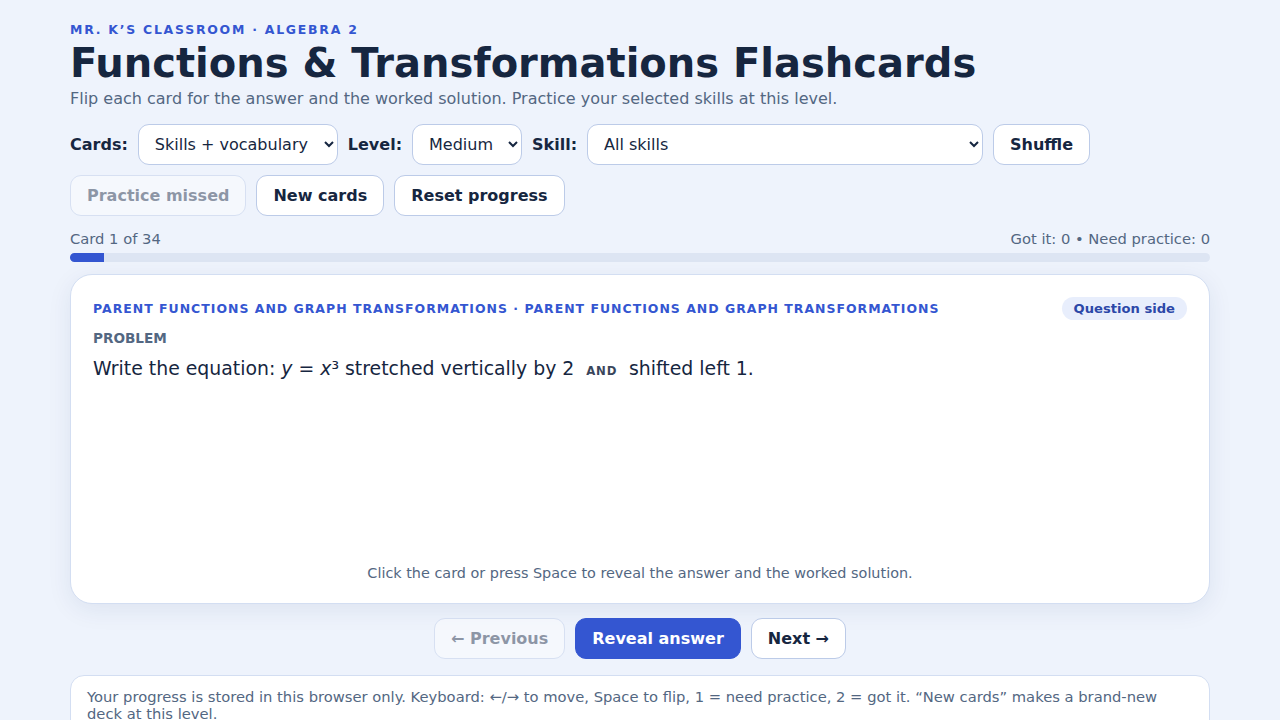 MR. K’S CLASSROOM · ALGEBRA 2
Functions & Transformations Flashcards
Flip each card for the answer and the worked solution. Practice your selected skills at this level.
Cards: Skills + vocabulary Level: Medium Skill: All skills Shuffle
Practice missed New cards Reset progress
Card 1 of 34 Got it: 0 • Need practice: 0
PARENT FUNCTIONS AND GRAPH TRANSFORMATIONS · PARENT FUNCTIONS AND GRAPH TRANSFORMATIONS Question side
PROBLEM
Write the equation: y = x³ stretched vertically by 2 AND shifted left 1.
Click the card or press Space to reveal the answer and the worked solution.
← Previous Reveal answer Next →
Your progress is stored in this browser only. Keyboard: ←/→ to move, Space to flip, 1 = need practice, 2 = got it. “New cards” makes a brand-new
deck at this level.